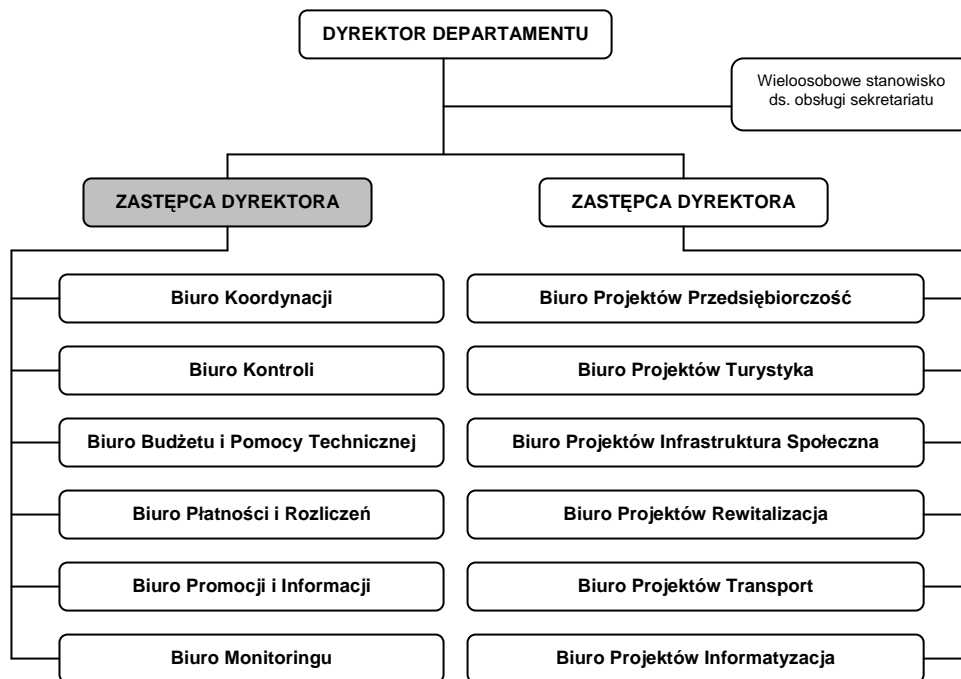 DYREKTOR DEPARTAMENTU
Wieloosobowe stanowisko
ds. obsługi sekretariatu
ZASTĘPCA DYREKTORA
ZASTĘPCA DYREKTORA
Biuro Koordynacji
Biuro Projektów Przedsiębiorczość
Biuro Kontroli
Biuro Projektów Turystyka
Biuro Budżetu i Pomocy Technicznej
Biuro Projektów Infrastruktura Społeczna
Biuro Płatności i Rozliczeń
Biuro Projektów Rewitalizacja
Biuro Promocji i Informacji
Biuro Projektów Transport
Biuro Monitoringu
Biuro Projektów Informatyzacja